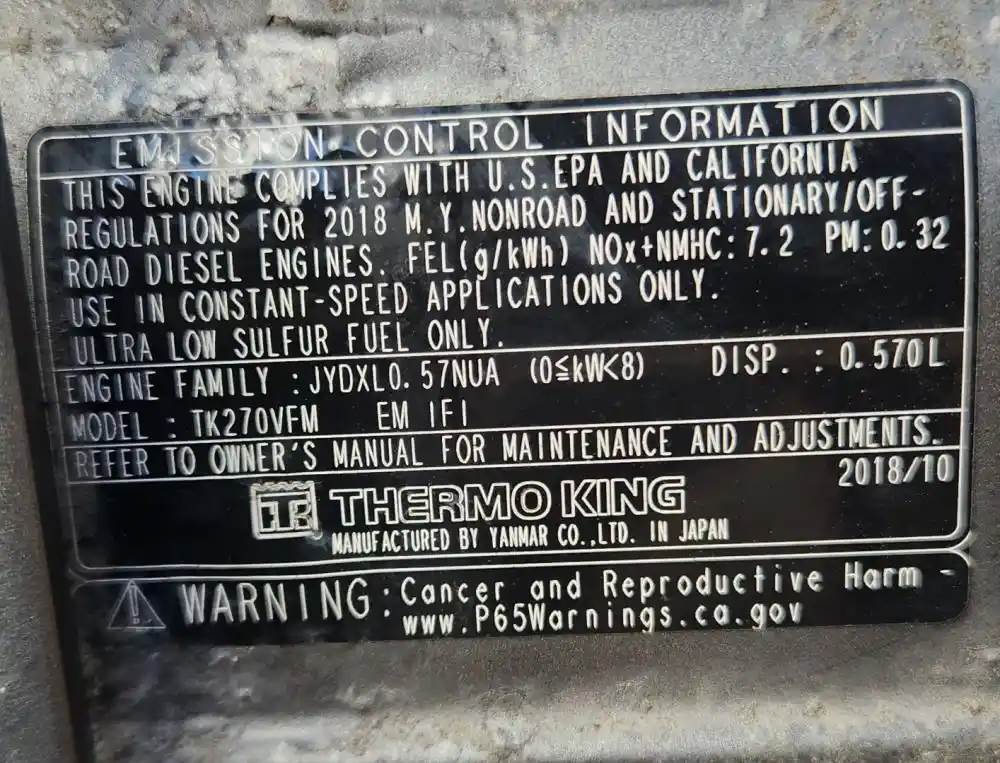 EMISSION CONTROL INFORMATION
THIS ENGINE COMPLIES WITH U.S.EPA AND CALIFORNIA
REGULATIONS FOR 2018 M.Y.NONROAD AND STATIONARY/OFF-
ROAD DIESEL ENGINES. FEL(g/kWh) NOx+NMHC:7.2 PM:0.32
USE IN CONSTANT-SPEED APPLICATIONS ONLY.
ULTRA LOW SULFUR FUEL ONLY.
ENGINE FAMILY :JYDXL0.57NUA (0≦kW<8) DISP. : 0.570L
MODEL : TK270VFM EM IFI
REFER TO OWNER'S MANUAL FOR MAINTENANCE AND ADJUSTMENTS.
2018/10
TK THERMO KING
MANUFACTURED BY YANMAR CO.,LTD. IN JAPAN
WARNING:Cancer and Reproductive Harm -
www.P65Warnings.ca.gov